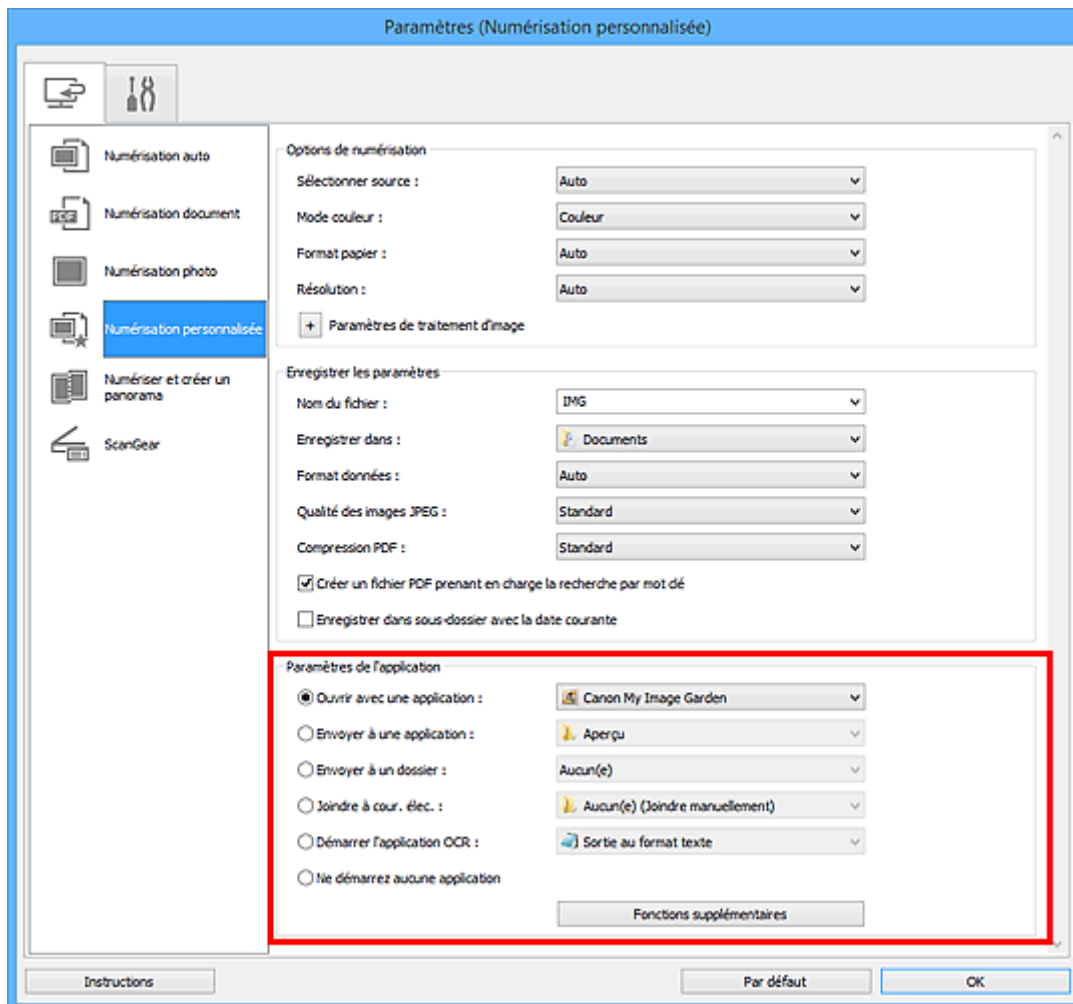 Paramètres (Numérisation personnalisée)
Numérisation auto
PDF
Numérisation document
Numérisation photo
Numérisation personnalisée
Numériser et créer un
panorama
ScanGear
Options de numérisation
Sélectionner source : Auto
Mode couleur : Couleur
Format papier : Auto
Résolution : Auto
+ Paramètres de traitement d'image
Enregistrer les paramètres
Nom du fichier : IMG
Enregistrer dans : Documents
Format données : Auto
Qualité des images JPEG : Standard
Compression PDF : Standard
Créer un fichier PDF prenant en charge la recherche par mot clé
Enregistrer dans sous-dossier avec la date courante
Paramètres de l'application
Ouvrir avec une application : Canon My Image Garden
Envoyer à une application : Aperçu
Envoyer à un dossier : Aucun(e)
Joindre à cour. élec. : Aucun(e) (Joindre manuellement)
Démarrer l'application OCR : Sortie au format texte
Ne démarrez aucune application
Fonctions supplémentaires
Instructions
Par défaut
OK